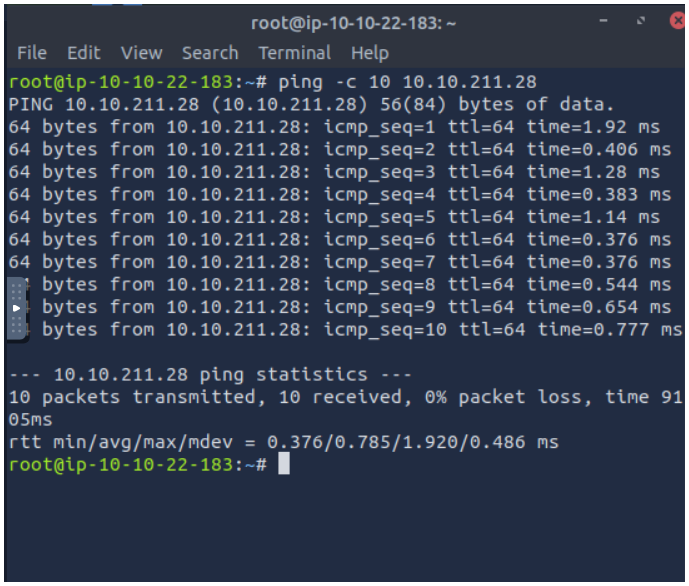 root@ip-10-10-22-183: ~
File Edit View Search Terminal Help
root@ip-10-10-22-183:~# ping -c 10 10.10.211.28
PING 10.10.211.28 (10.10.211.28) 56(84) bytes of data.
64 bytes from 10.10.211.28: icmp_seq=1 ttl=64 time=1.92 ms
64 bytes from 10.10.211.28: icmp_seq=2 ttl=64 time=0.406 ms
64 bytes from 10.10.211.28: icmp_seq=3 ttl=64 time=1.28 ms
64 bytes from 10.10.211.28: icmp_seq=4 ttl=64 time=0.383 ms
64 bytes from 10.10.211.28: icmp_seq=5 ttl=64 time=1.14 ms
64 bytes from 10.10.211.28: icmp_seq=6 ttl=64 time=0.376 ms
64 bytes from 10.10.211.28: icmp_seq=7 ttl=64 time=0.376 ms
bytes from 10.10.211.28: icmp_seq=8 ttl=64 time=0.544 ms
bytes from 10.10.211.28: icmp_seq=9 ttl=64 time=0.654 ms
bytes from 10.10.211.28: icmp_seq=10 ttl=64 time=0.777 ms
--- 10.10.211.28 ping statistics ---
10 packets transmitted, 10 received, 0% packet loss, time 91
05ms
rtt min/avg/max/mdev = 0.376/0.785/1.920/0.486 ms
root@ip-10-10-22-183:~#